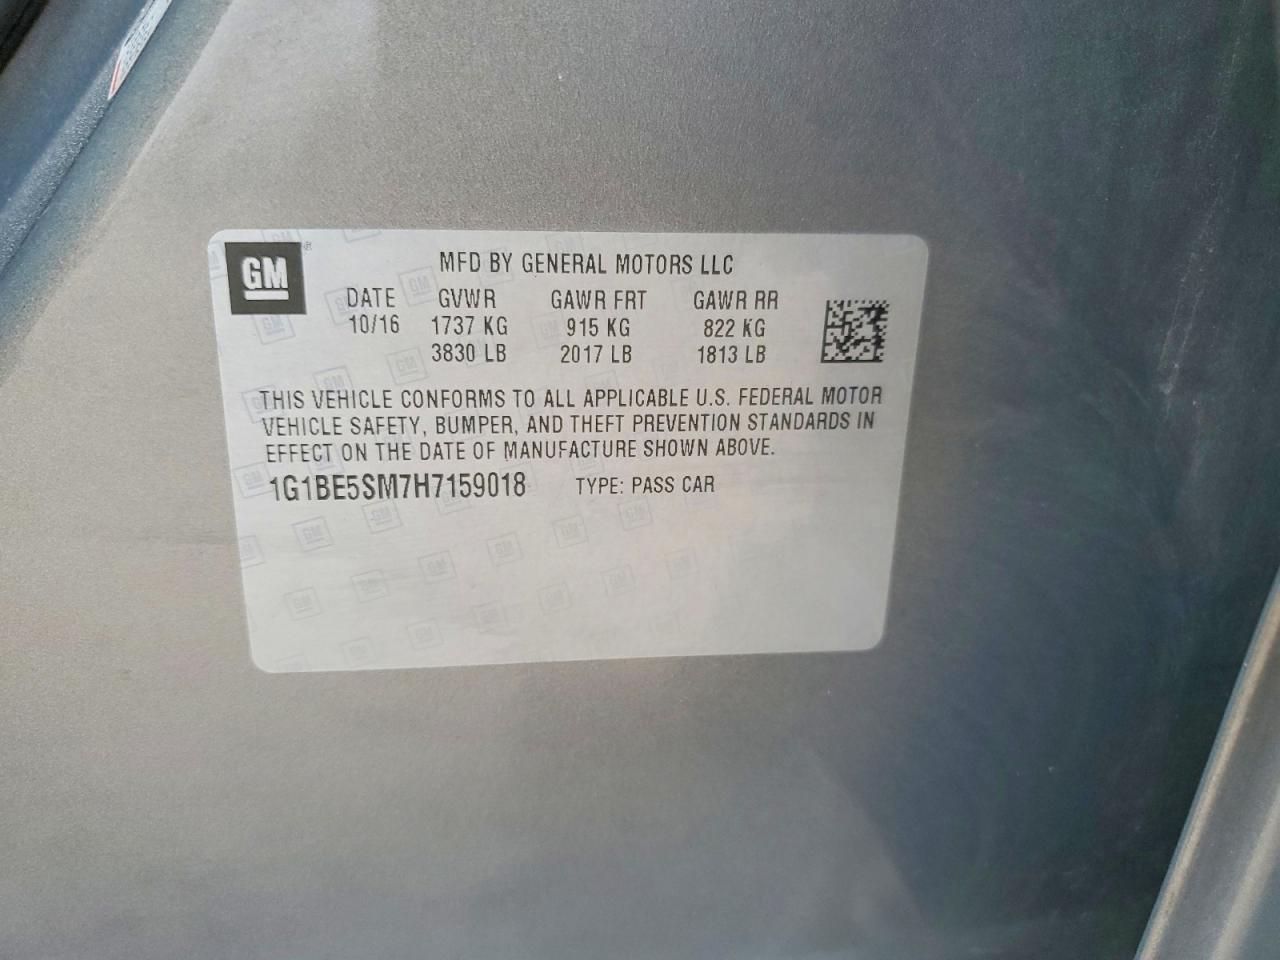 GM
MFD BY GENERAL MOTORS LLC
DATE GVWR GAWR FRT GAWR RR
10/16 1737 KG 915 KG 822 KG
3830 LB 2017 LB 1813 LB
THIS VEHICLE CONFORMS TO ALL APPLICABLE U.S. FEDERAL MOTOR
VEHICLE SAFETY, BUMPER, AND THEFT PREVENTION STANDARDS IN
EFFECT ON THE DATE OF MANUFACTURE SHOWN ABOVE.
1G1BE5SM7H7159018 TYPE: PASS CAR